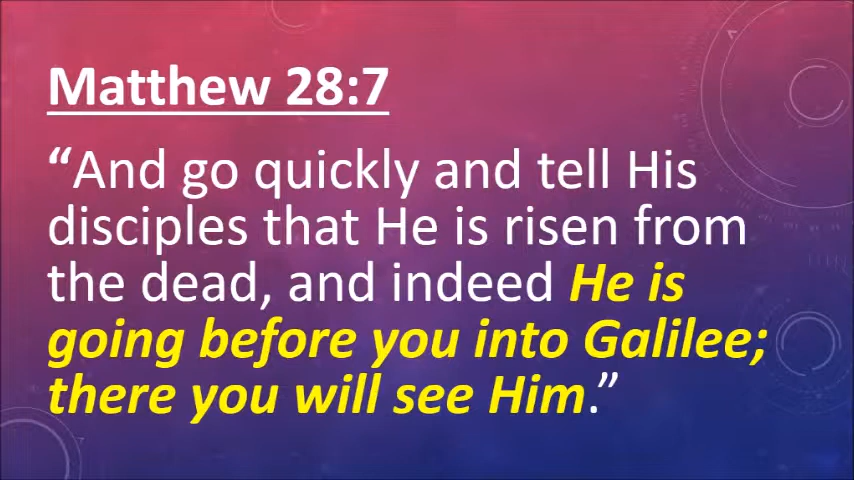 Matthew 28:7
“And go quickly and tell His
disciples that He is risen from
the dead, and indeed He is
going before you into Galilee;
there you will see Him.”